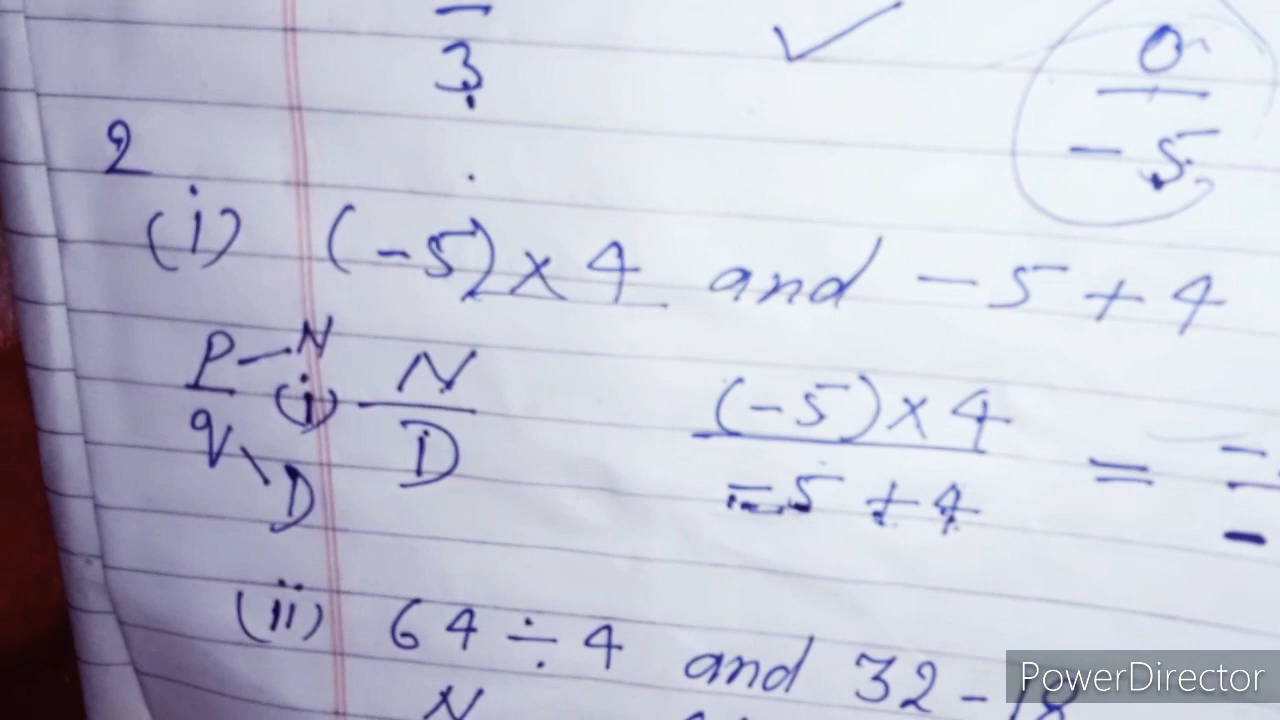 3
0
-5
2
(i) (-5)×4 and -5+4
P — N (i) N
q \ D D
(-5)×4 = -
-5+4 -
(ii) 64÷4 and 32-18
N
PowerDirector